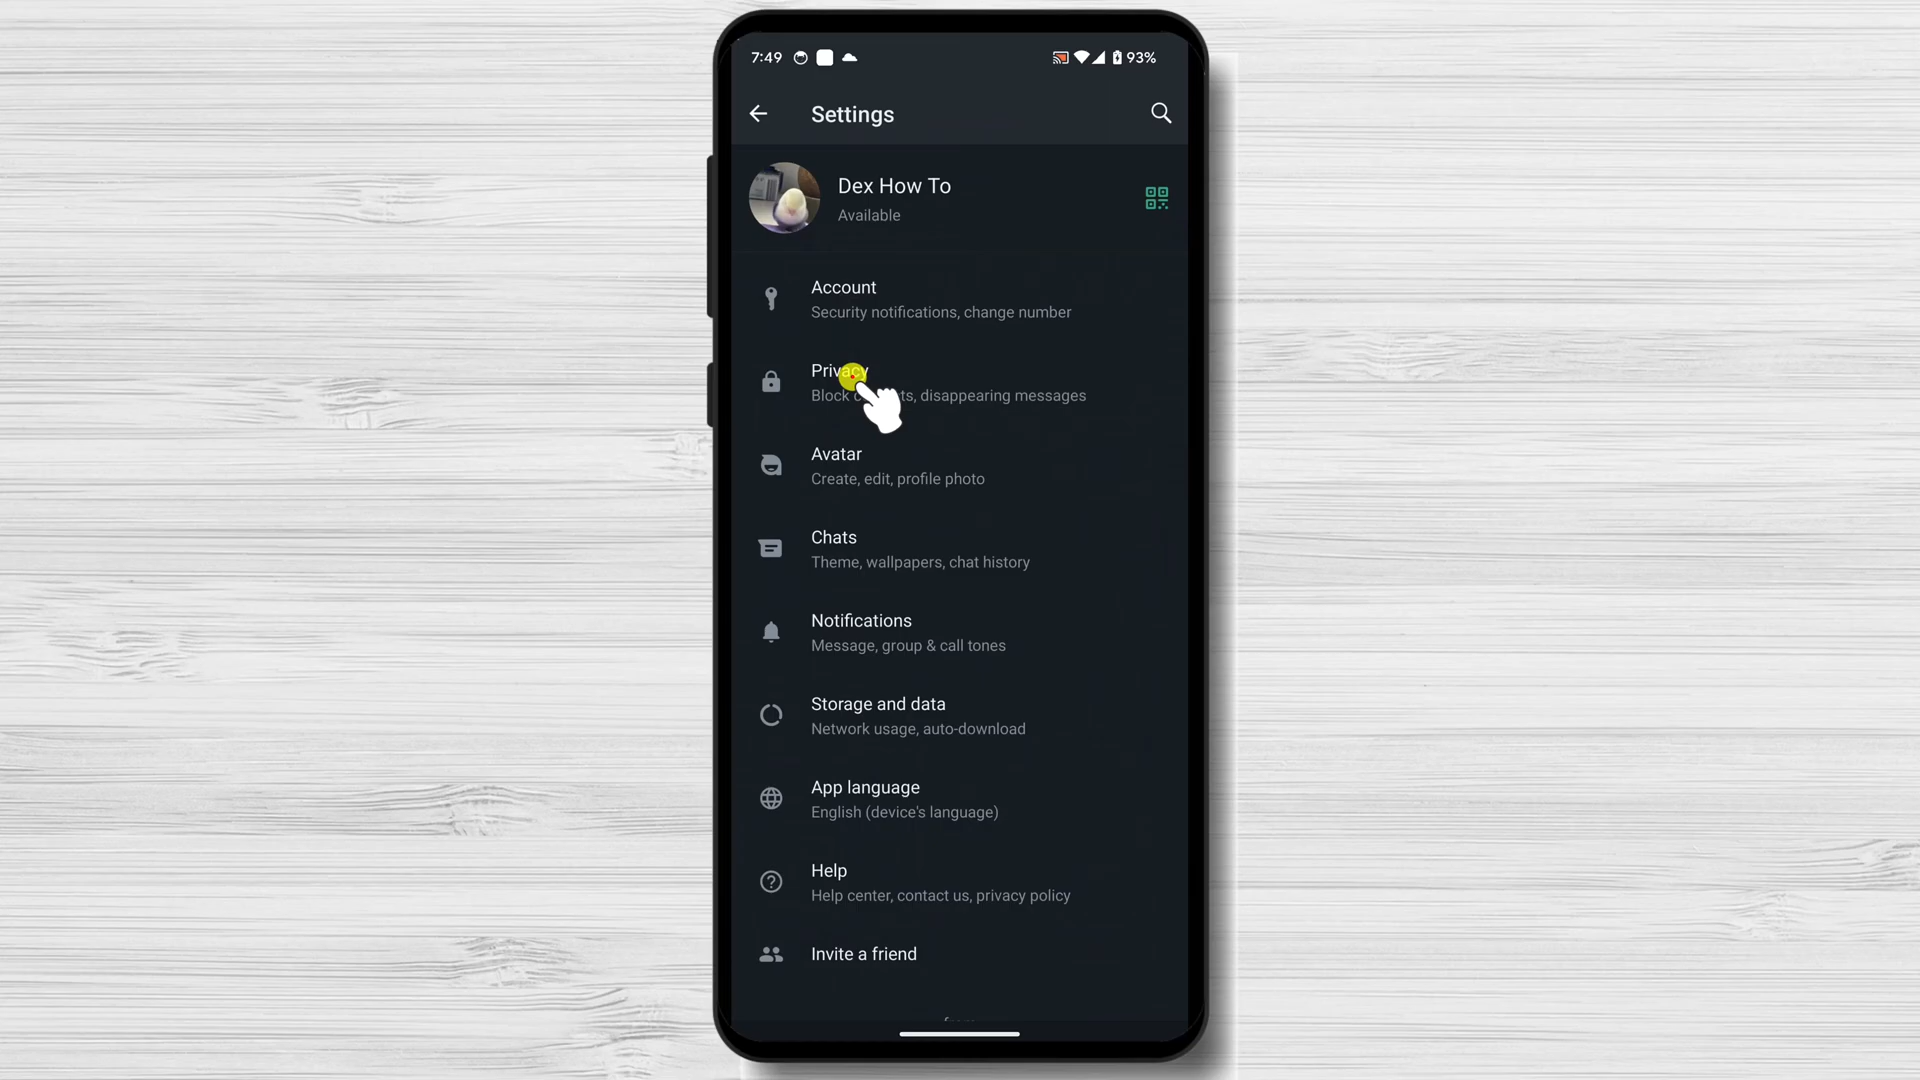 7:49
93%
Settings
Dex How To
Available
Account
Security notifications, change number
Privacy
Block ts, disappearing messages
Avatar
Create, edit, profile photo
Chats
Theme, wallpapers, chat history
Notifications
Message, group & call tones
Storage and data
Network usage, auto-download
App language
English (device's language)
Help
Help center, contact us, privacy policy
Invite a friend